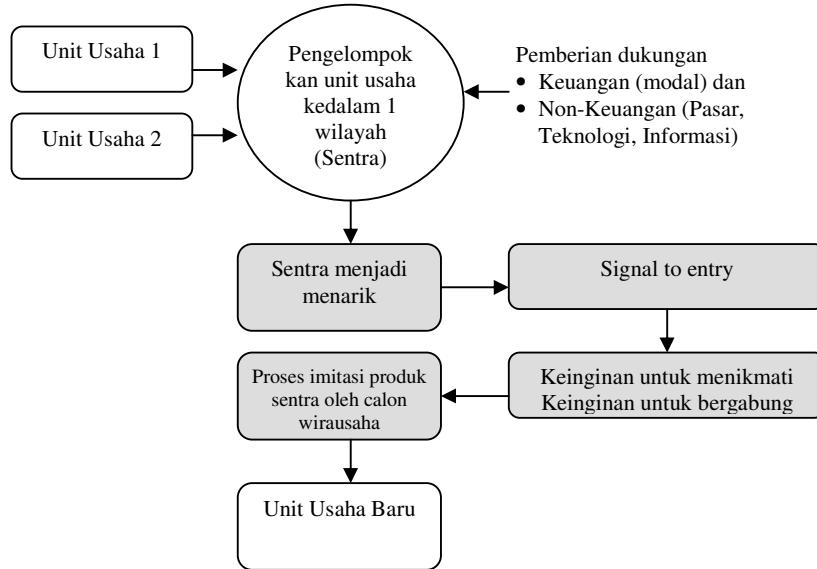 Unit Usaha 1
Unit Usaha 2
Pengelompok
kan unit usaha
kedalam 1
wilayah
(Sentra)
Pemberian dukungan
• Keuangan (modal) dan
• Non-Keuangan (Pasar,
Teknologi, Informasi)
Sentra menjadi
menarik
Signal to entry
Keinginan untuk menikmati
Keinginan untuk bergabung
Proses imitasi produk
sentra oleh calon
wirausaha
Unit Usaha Baru